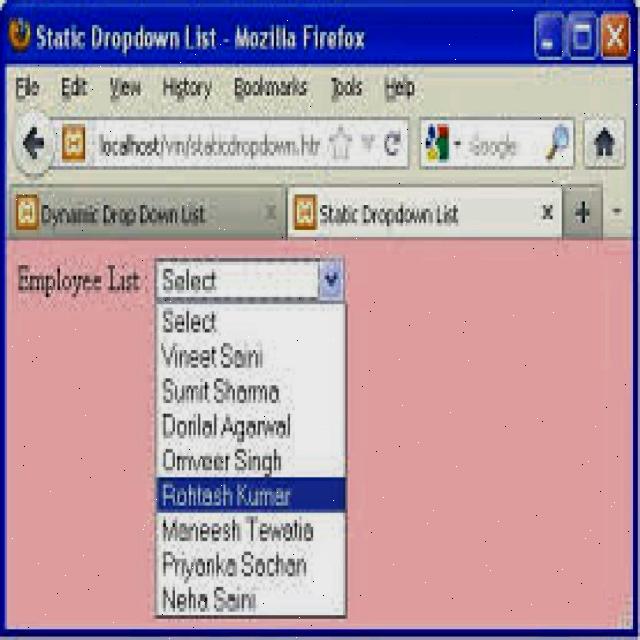 Static Dropdown List - Mozilla Firefox
File Edit View History Bookmarks Tools Help
localhost/vin/staticdropdown.htm Google
Dynamic Drop Down List x Static Dropdown List x +
Employee List : Select
Select
Vineet Saini
Sumit Sharma
Dorilal Agarwal
Omveer Singh
Rohtash Kumar
Maneesh Tewatia
Priyanka Sachan
Neha Saini